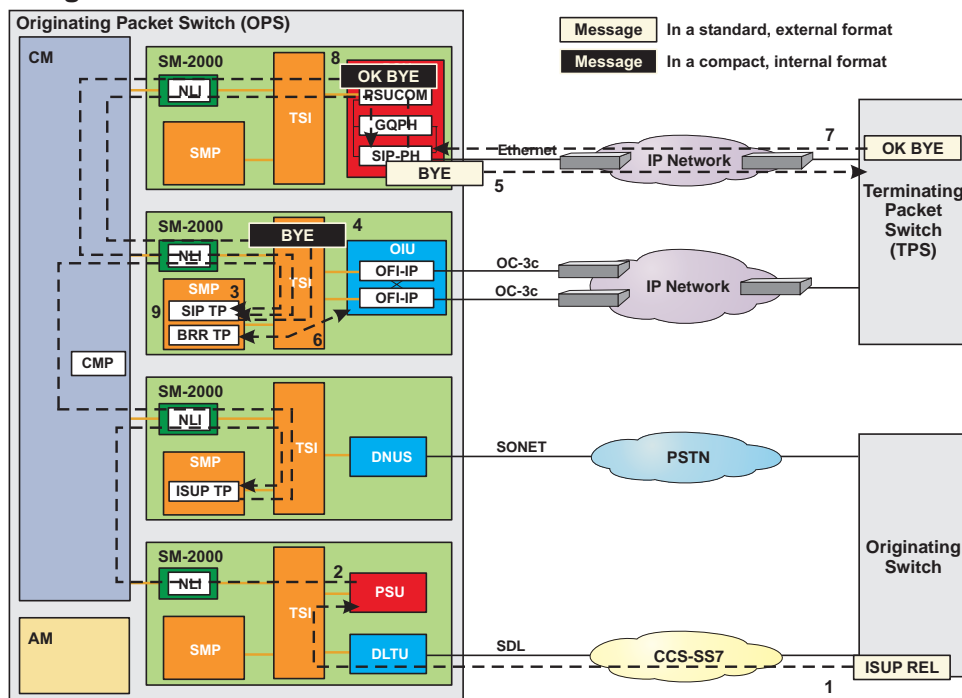 Originating Packet Switch (OPS)
CM
SM-2000
NLI
SMP
TSI
8
OK BYE
RSUCOM
GQPH
SIP-PH
BYE
Ethernet
5
IP Network
7
OK BYE
Terminating
Packet
Switch
(TPS)
Message
In a standard, external format
Message
In a compact, internal format
SM-2000
NLI
BYE
4
TSI
OIU
OFI-IP
OFI-IP
OC-3c
OC-3c
IP Network
SMP
3
9
SIP TP
BRR TP
6
CMP
SM-2000
NLI
TSI
SMP
ISUP TP
DNUS
SONET
PSTN
SM-2000
NLI
TSI
SMP
2
PSU
DLTU
SDL
CCS-SS7
Originating
Switch
ISUP REL
1
AM